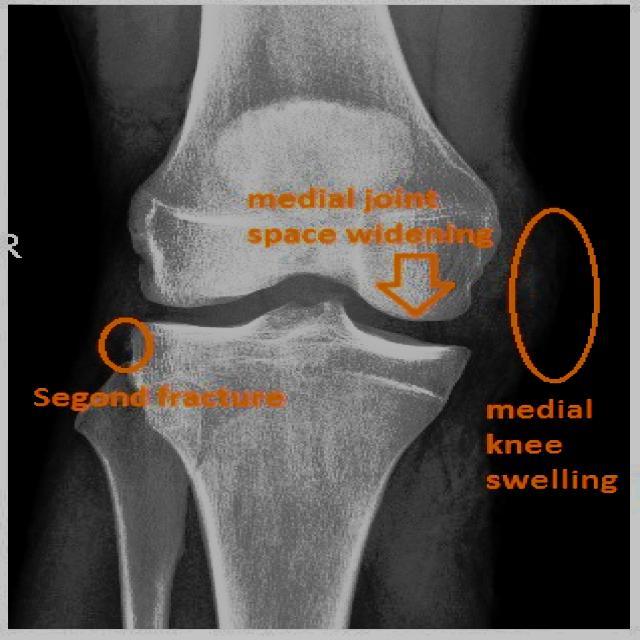 medial joint
space widening
R
Segond fracture
medial
knee
swelling